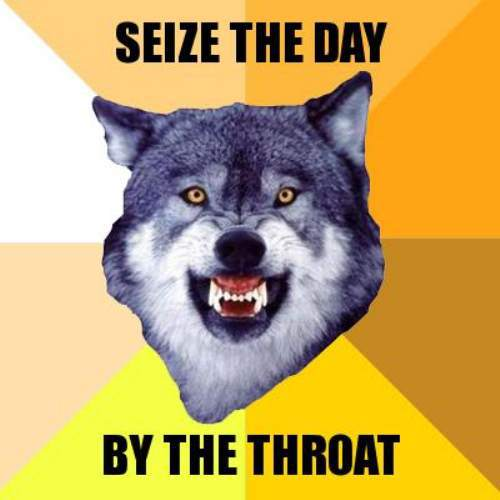 SEIZE THE DAY
BY THE THROAT